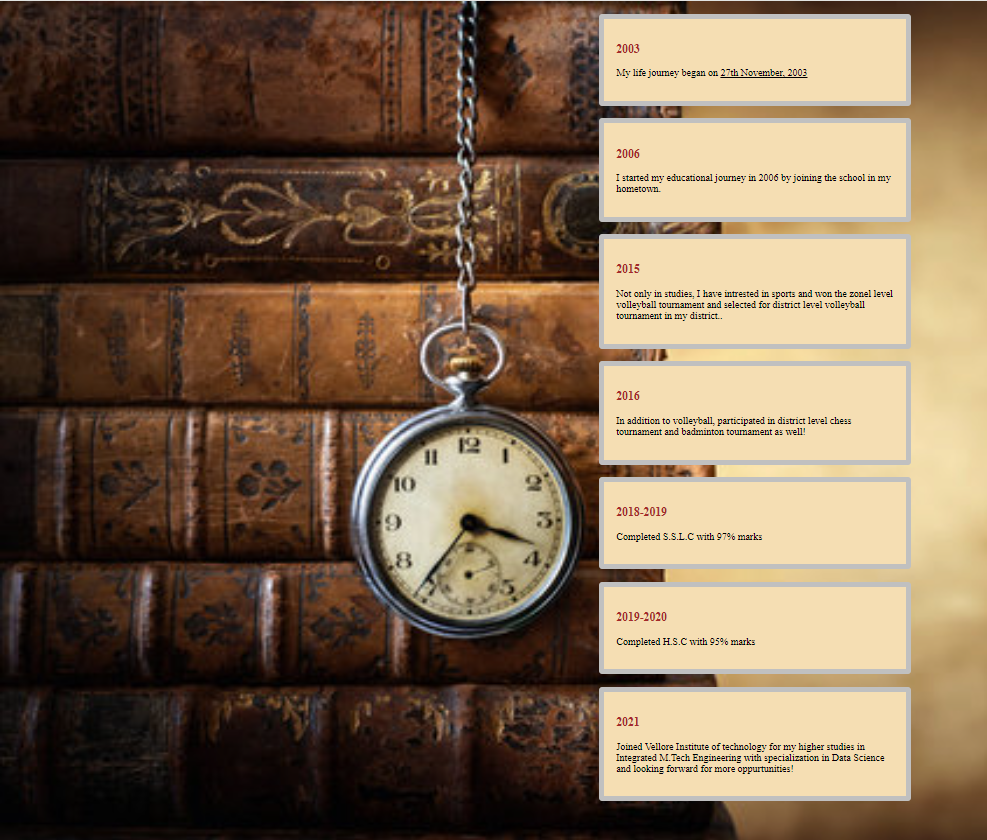 2003
My life journey began on 27th November, 2003
2006
I started my educational journey in 2006 by joining the school in my
hometown.
2015
Not only in studies, I have intrested in sports and won the zonel level
volleyball tournament and selected for district level volleyball
tournament in my district..
2016
In addition to volleyball, participated in district level chess
tournament and badminton tournament as well!
2018-2019
Completed S.S.L.C with 97% marks
2019-2020
Completed H.S.C with 95% marks
2021
Joined Vellore Institute of technology for my higher studies in
Integrated M.Tech Engineering with specialization in Data Science
and looking forward for more oppurtunities!
12
1
2
3
4
5
8
9
10
11